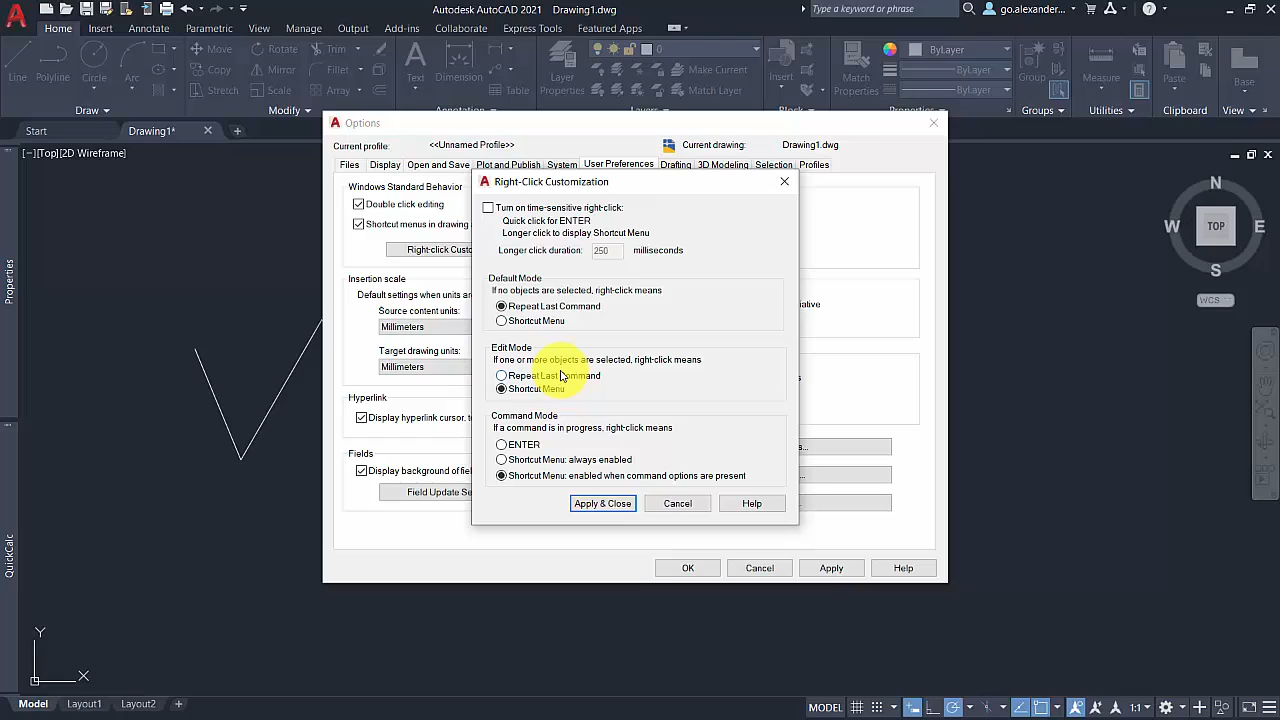 Autodesk AutoCAD 2021 Drawing1.dwg
Type a keyword or phrase
go.alexander...
Home Insert Annotate Parametric View Manage Output Add-ins Collaborate Express Tools Featured Apps
Line Polyline Circle Arc
Move Rotate Trim
Copy Mirror Fillet
Stretch Scale Array
Text Dimension Table
Layer Properties
0
Make Current
Match Layer
Insert
Match Properties
ByLayer
ByLayer
ByLayer
Group
Measure
Paste
Base
Draw Modify Annotation Layers Block Properties Groups Utilities Clipboard View
Start Drawing1*
[−][Top][2D Wireframe]
Properties
QuickCalc
Options
Current profile: <<Unnamed Profile>> Current drawing: Drawing1.dwg
Files Display Open and Save Plot and Publish System User Preferences Drafting 3D Modeling Selection Profiles
Windows Standard Behavior
Double click editing
Shortcut menus in drawing
Right-click Custo
Insertion scale
Default settings when units are
Source content units:
Millimeters
Target drawing units:
Millimeters
Hyperlink
Display hyperlink cursor, to
Fields
Display background of fiel
Field Update Se
ative
s...
OK Cancel Apply Help
Right-Click Customization
Turn on time-sensitive right-click:
Quick click for ENTER
Longer click to display Shortcut Menu
Longer click duration: 250 milliseconds
Default Mode
If no objects are selected, right-click means
Repeat Last Command
Shortcut Menu
Edit Mode
If one or more objects are selected, right-click means
Repeat Last Command
Shortcut Menu
Command Mode
If a command is in progress, right-click means
ENTER
Shortcut Menu: always enabled
Shortcut Menu: enabled when command options are present
Apply & Close Cancel Help
N
W TOP E
S
WCS
Y
X
Model Layout1 Layout2
MODEL 1:1